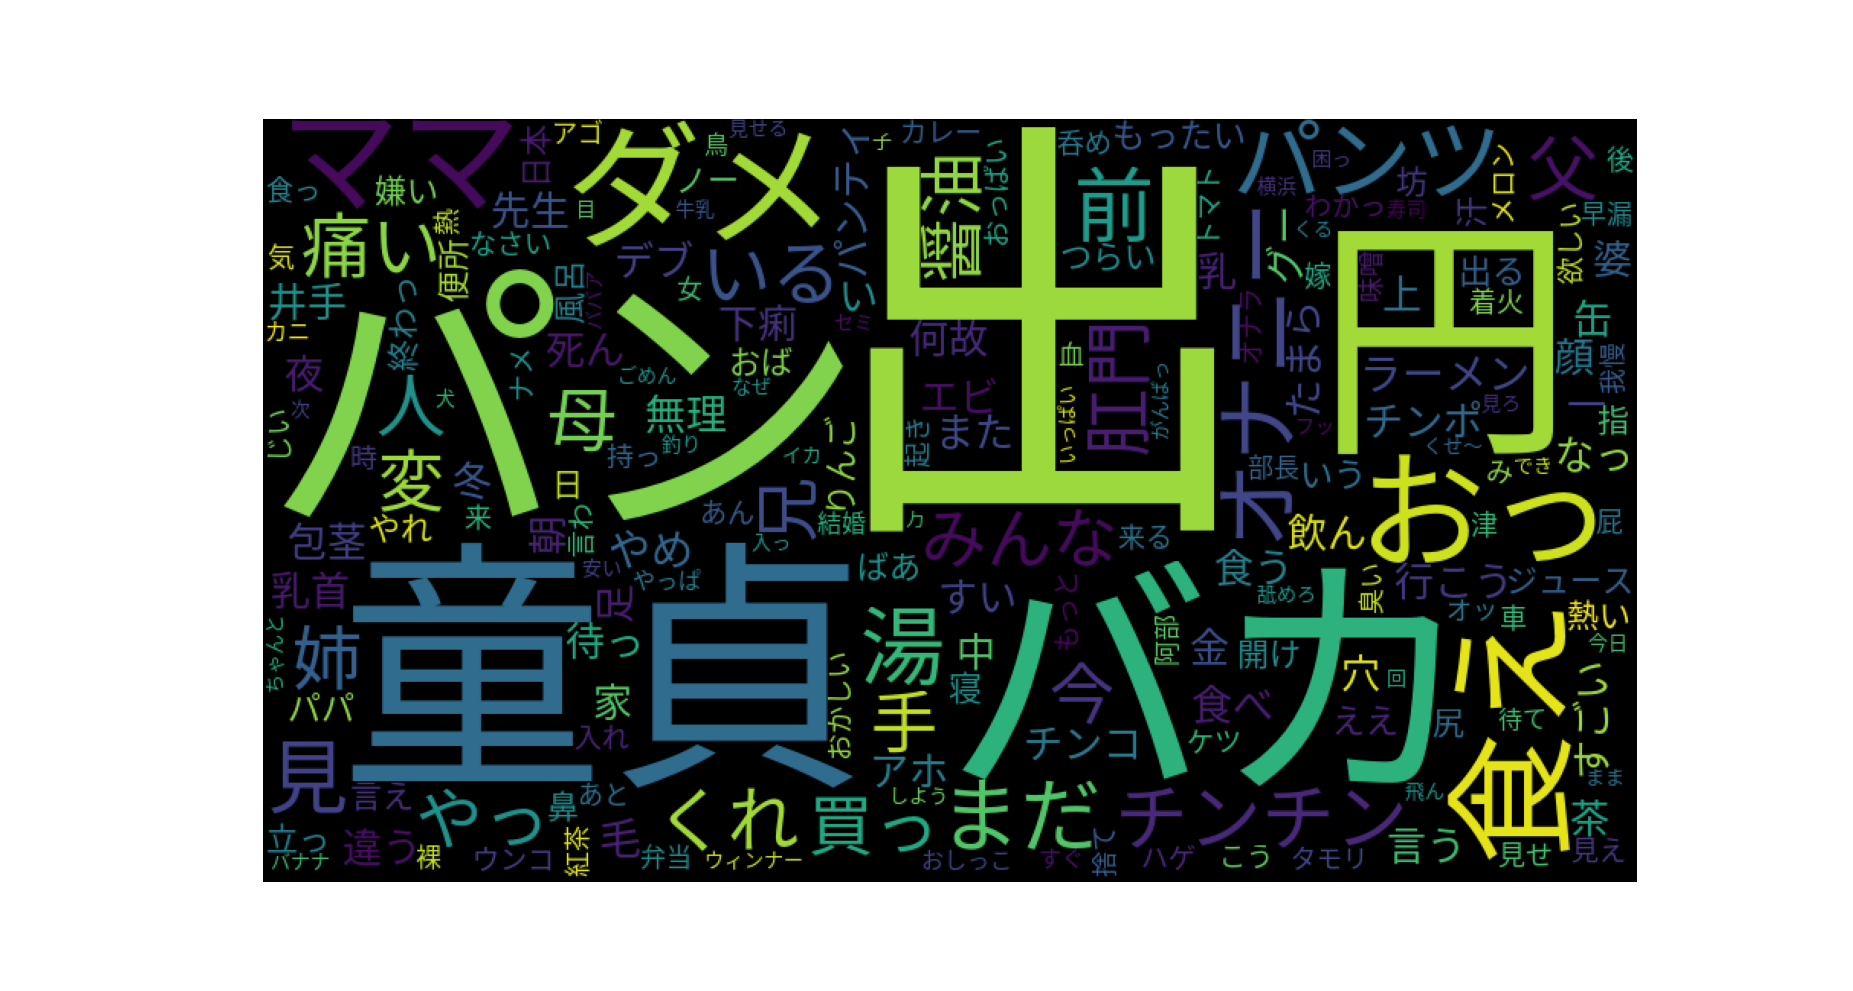 ママ
日本
アゴ
ダメ
鳥
見せる
ノー
パンティ
子
カレー
醤油
おっぱい
出
呑め
もったい
前
つらい
トマト
パンツ
困っ
横浜
坊
わかっ
寿司
汗
メロン
父
後
早漏
食っ
嫌い
熱
先生
目
牛乳
痛い
なさい
便所
気
井手
カニ
終わっ
風呂
ババア
デブ
女
いる
い
下痢
セミ
何故
乳
グー
くる
嫁
オナニー
オナラ
たまら
円
味噌
上
出る
着火
欲しい
婆
缶
顔
我慢
パン
夜
次
じい
人
犬
ナメ
死ん
ごめん
おば
なぜ
母
無理
釣り
持っ
イカ
りんご
エビ
また
起き
肛門
いっぱい
がんばっ
フッ
ラーメン
チンポ
見ろ
くせ〜
指
時
変
冬
日
来
言わ
朝
包茎
やれ
あん
兄
結婚
入っ
やめ
やっぱ
安い
みんな
来る
部長
いう
飲ん
おっ
み
でき
なっ
津
屁
乳首
足
童貞
ばあ
すい
もっと
バカ
食う
舐めろ
臭い
行こう
ジュース
オッ
車
熱い
今日
ちゃんと
姉
待っ
家
入れ
パパ
おかしい
湯
中
寝
手
今
阿部
金
開け
穴
回
食べ
ケツ
ええ
尻
食え
待て
まま
見
言え
やっ
鼻
あと
チンコ
アホ
しよう
くれ
買っ
まだ
チンチン
飛ん
茶
立っ
バナナ
違う
裸
ウンコ
紅茶
毛
弁当
ウィンナー
おしっこ
すぐ
捨て
ハゲ
こう
タモリ
言う
見せ
見え